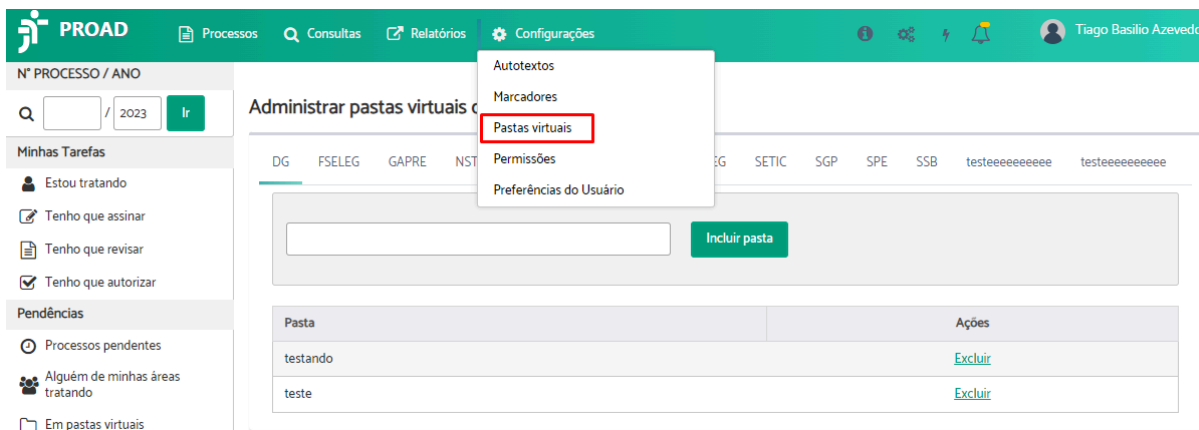 PROAD Processos Consultas Relatórios Configurações Tiago Basilio Azevedo
N° PROCESSO / ANO
/ 2023 Ir
Minhas Tarefas
Estou tratando
Tenho que assinar
Tenho que revisar
Tenho que autorizar
Pendências
Processos pendentes
Alguém de minhas áreas
tratando
Em pastas virtuais
Autotextos
Marcadores
Pastas virtuais
Permissões
Preferências do Usuário
Administrar pastas virtuais
DG FSELEG GAPRE NST EG SETIC SGP SPE SSB testeeeeeeeeee testeeeeeeeeee
Incluir pasta
Pasta Ações
testando Excluir
teste Excluir